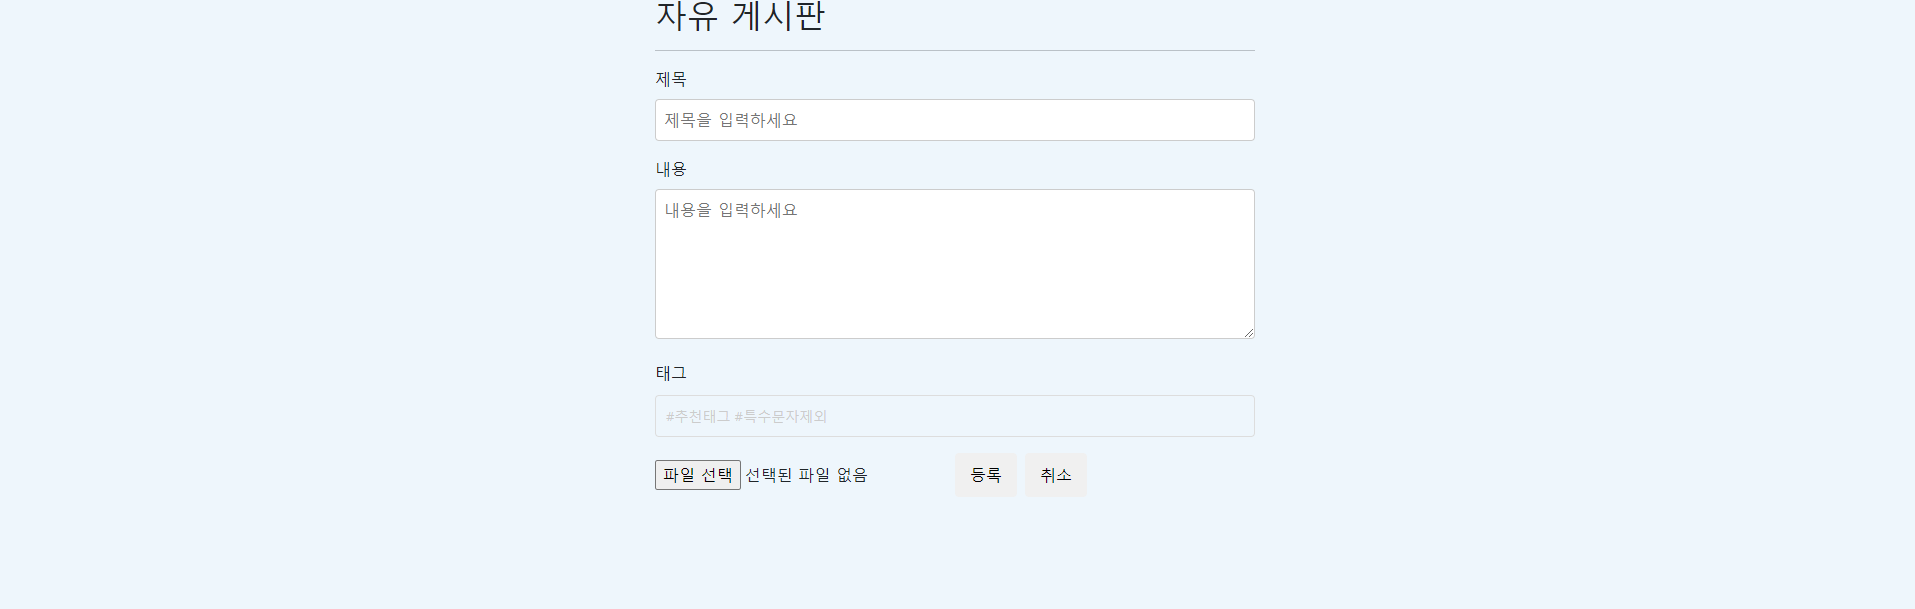 자유 게시판
제목
제목을 입력하세요
내용
내용을 입력하세요
태그
#추천태그 #특수문자제외
파일 선택 선택된 파일 없음 등록 취소